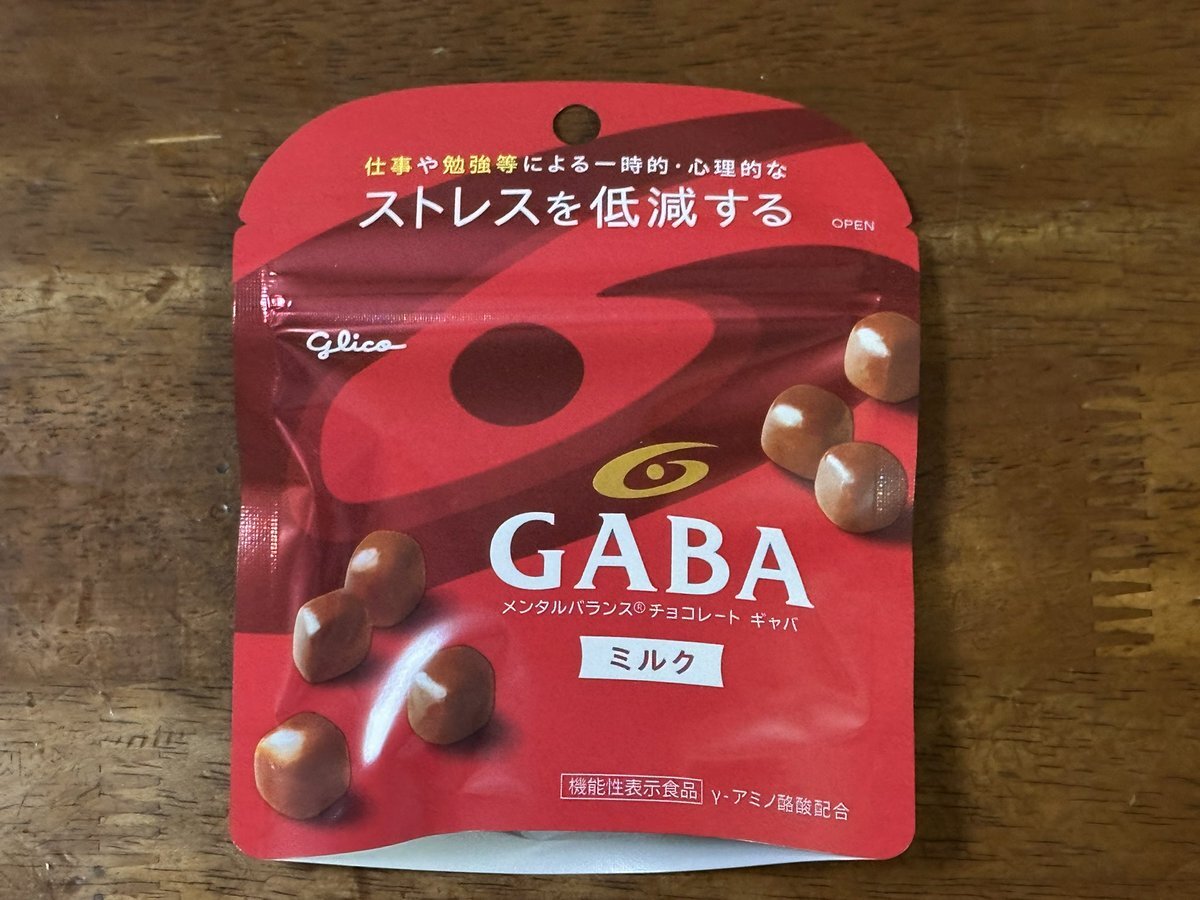 仕事や勉強等による一時的・心理的な
ストレスを低減する
OPEN
Glico
GABA
メンタルバランス®チョコレート ギャバ
ミルク
機能性表示食品 γ-アミノ酪酸配合